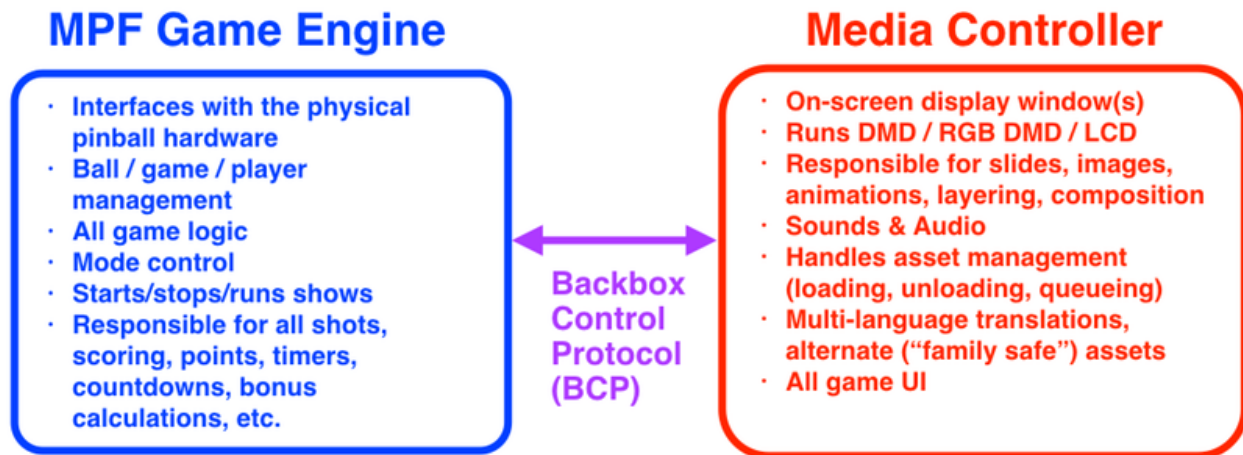 MPF Game Engine
· Interfaces with the physical
pinball hardware
· Ball / game / player
management
· All game logic
· Mode control
· Starts/stops/runs shows
· Responsible for all shots,
scoring, points, timers,
countdowns, bonus
calculations, etc.
Backbox
Control
Protocol
(BCP)
Media Controller
· On-screen display window(s)
· Runs DMD / RGB DMD / LCD
· Responsible for slides, images,
animations, layering, composition
· Sounds & Audio
· Handles asset management
(loading, unloading, queueing)
· Multi-language translations,
alternate (“family safe”) assets
· All game UI